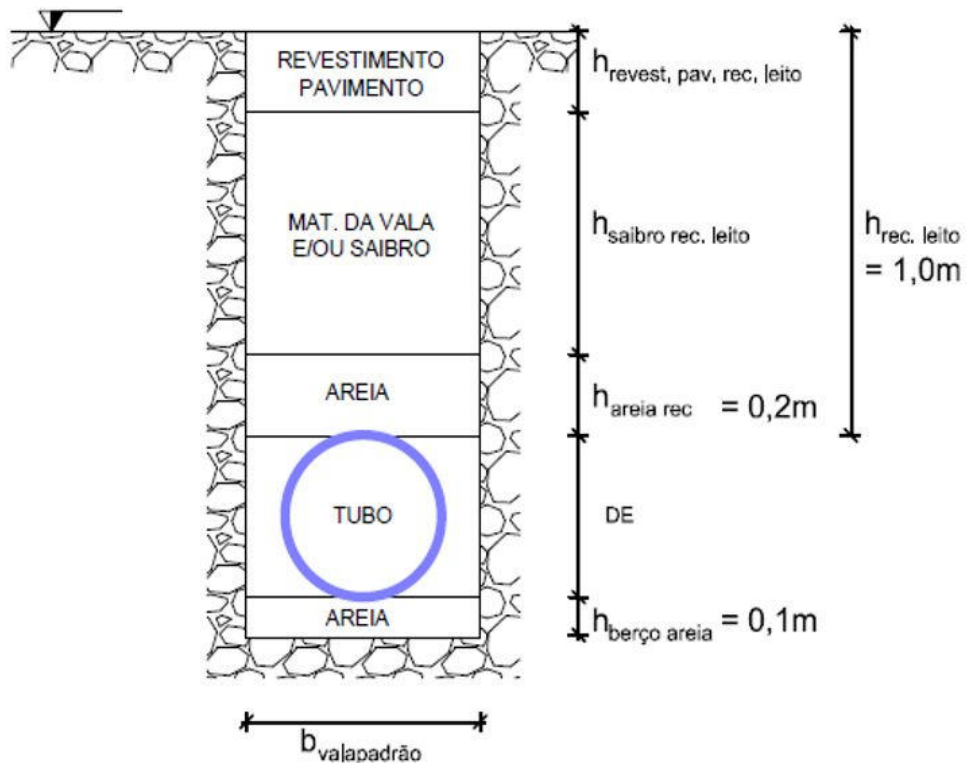 REVESTIMENTO
PAVIMENTO
h revest, pav, rec, leito
MAT. DA VALA
E/OU SAIBRO
h saibro rec. leito
h rec. leito
= 1,0m
AREIA
h areia rec = 0,2m
TUBO
DE
AREIA
h berço areia = 0,1m
b valapadrão